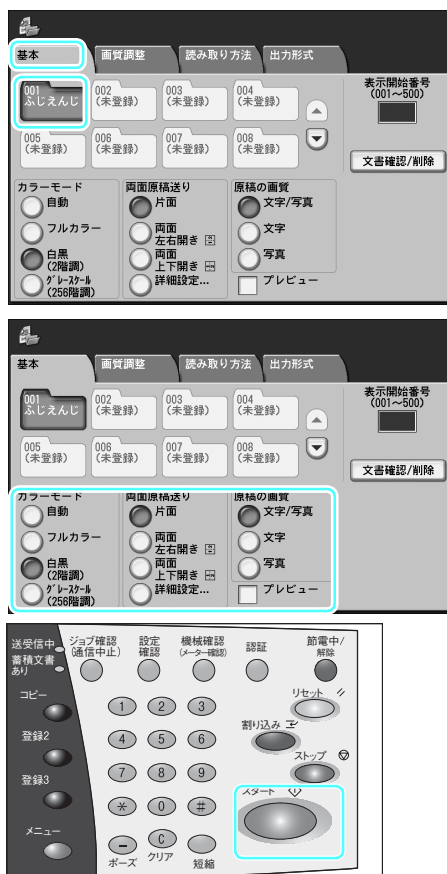 基本
画質調整
読み取り方法
出力形式
001
ふじえんじ
002
(未登録)
003
(未登録)
004
(未登録)
表示開始番号
(001～500)
005
(未登録)
006
(未登録)
007
(未登録)
008
(未登録)
文書確認/削除
カラーモード
両面原稿送り
原稿の画質
自動
片面
文字/写真
フルカラー
両面
左右開き
文字
白黒
(2階調)
両面
上下開き
写真
グレースケール
(256階調)
詳細設定...
プレビュー
基本
画質調整
読み取り方法
出力形式
001
ふじえんじ
002
(未登録)
003
(未登録)
004
(未登録)
表示開始番号
(001～500)
005
(未登録)
006
(未登録)
007
(未登録)
008
(未登録)
文書確認/削除
カラーモード
両面原稿送り
原稿の画質
自動
片面
文字/写真
フルカラー
両面
左右開き
文字
白黒
(2階調)
両面
上下開き
写真
グレースケール
(256階調)
詳細設定...
プレビュー
送受信中
蓄積文書
あり
ジョブ確認
(通信中止)
設定
確認
機械確認
(メーター確認)
認証
節電中/
解除
コピー
リセット
1 2 3
登録2
割り込み
4 5 6
ストップ
登録3
7 8 9
スタート
* 0 #
メニュー
C
ポーズ
クリア
短縮